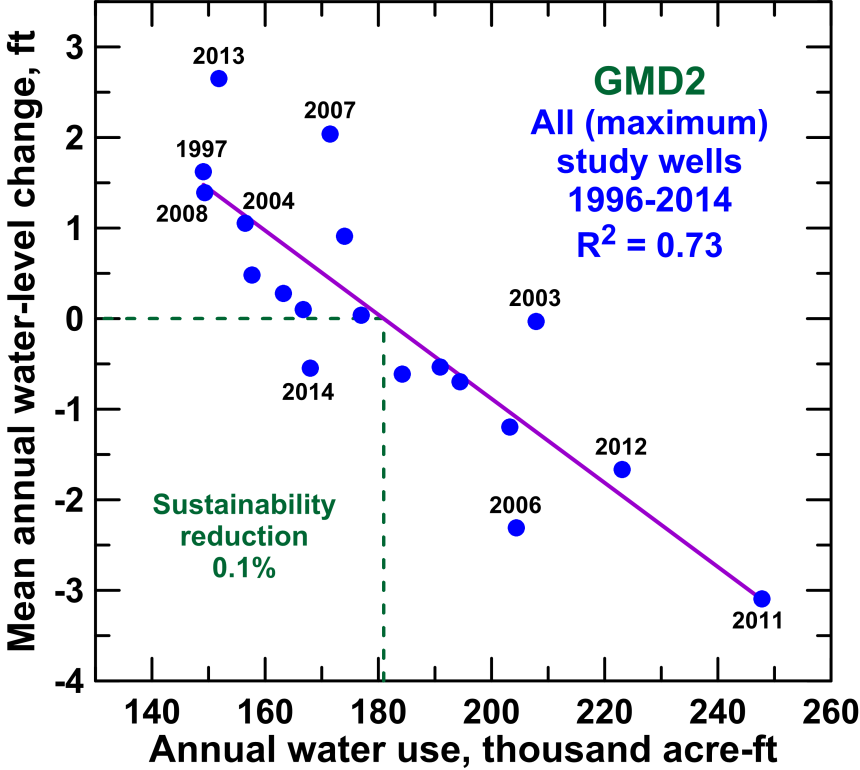 GMD2
All (maximum)
study wells
1996-2014
R² = 0.73
2013
2007
1997
2008
2004
2003
2014
2012
2006
2011
Sustainability
reduction
0.1%
Mean annual water-level change, ft
3
2
1
0
-1
-2
-3
-4
140 160 180 200 220 240 260
Annual water use, thousand acre-ft